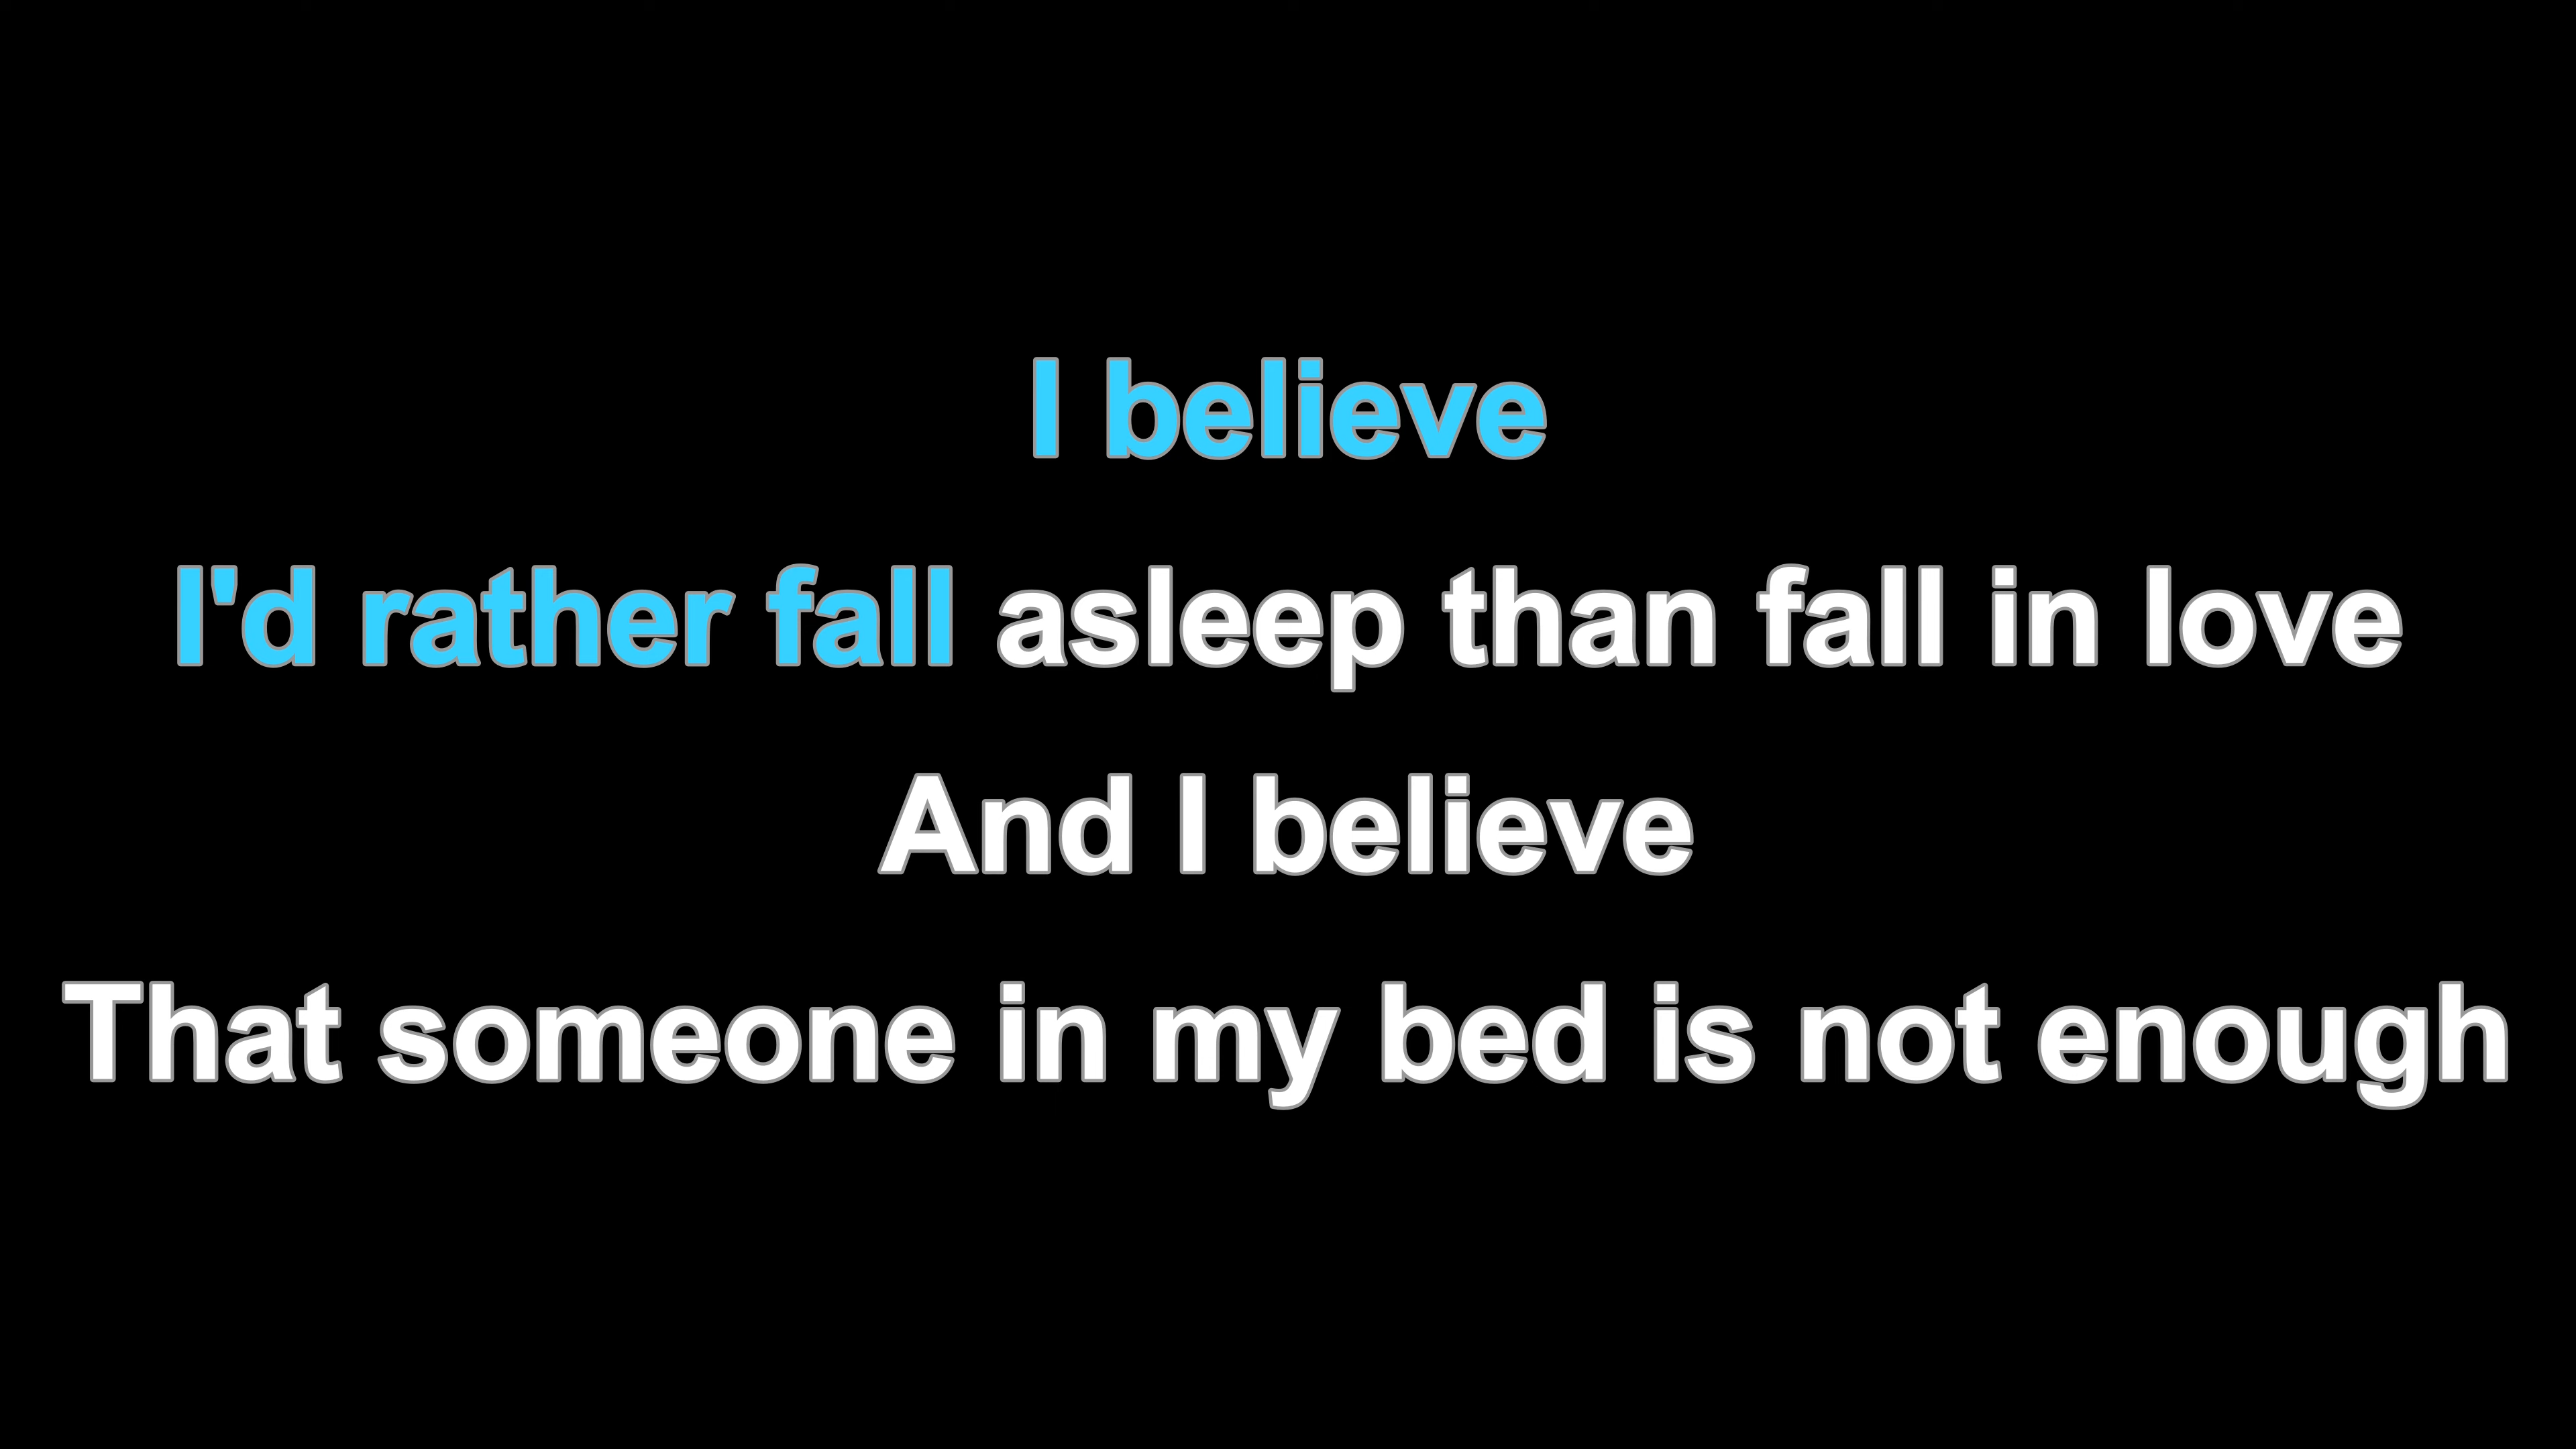 I believe
I'd rather fall asleep than fall in love
And I believe
That someone in my bed is not enough